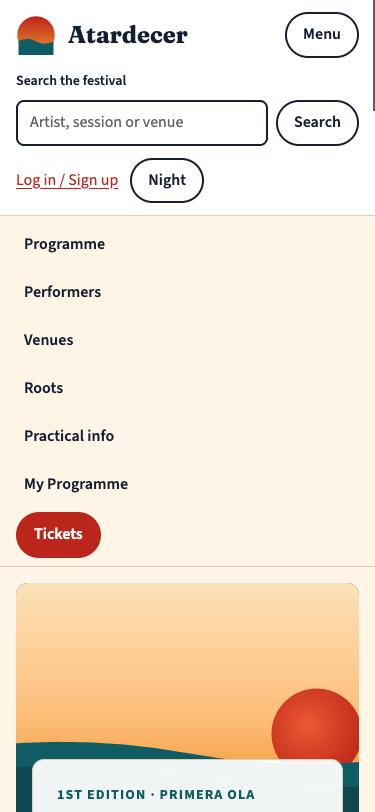 Atardecer
Menu
Search the festival
Artist, session or venue
Search
Log in / Sign up
Night
Programme
Performers
Venues
Roots
Practical info
My Programme
Tickets
1ST EDITION · PRIMERA OLA